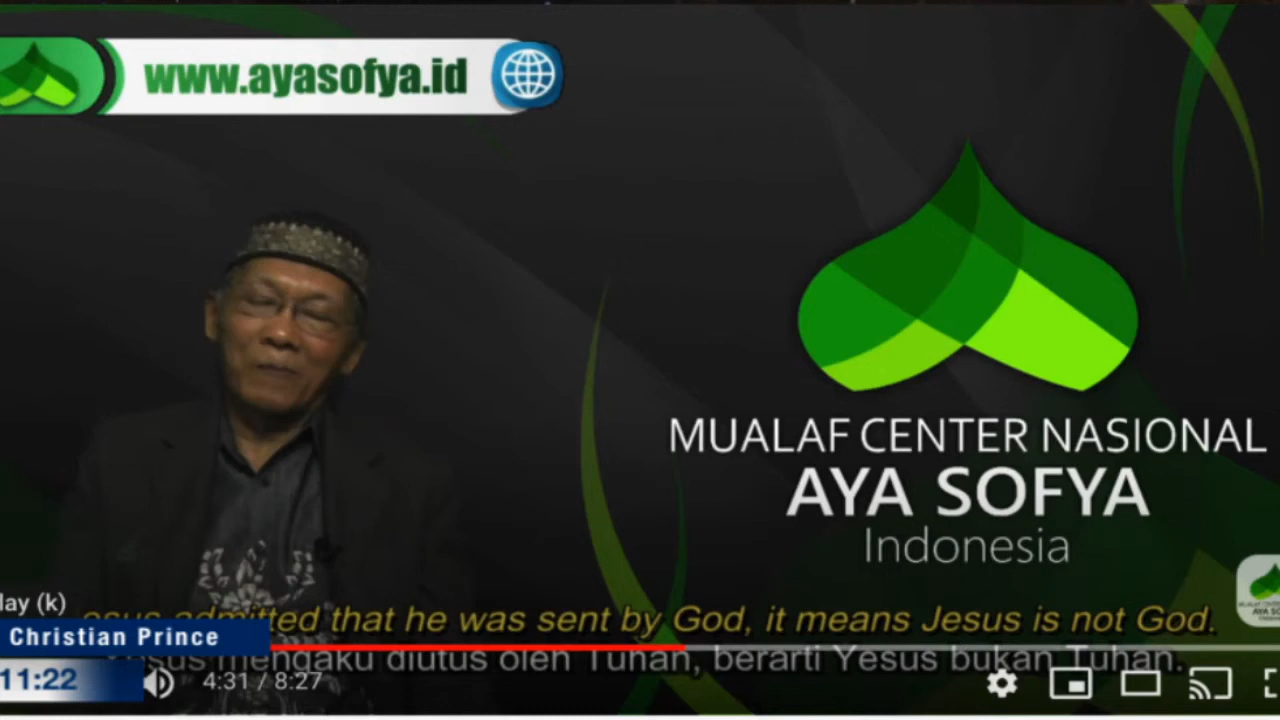 www.ayasofya.id
MUALAF CENTER NASIONAL
AYA SOFYA
Indonesia
lay (k)
esus admitted that he was sent by God, it means Jesus is not God.
Christian Prince
Yesus mengaku diutus oleh Tuhan, berarti Yesus bukan Tuhan.
11:22
4:31 / 8:27